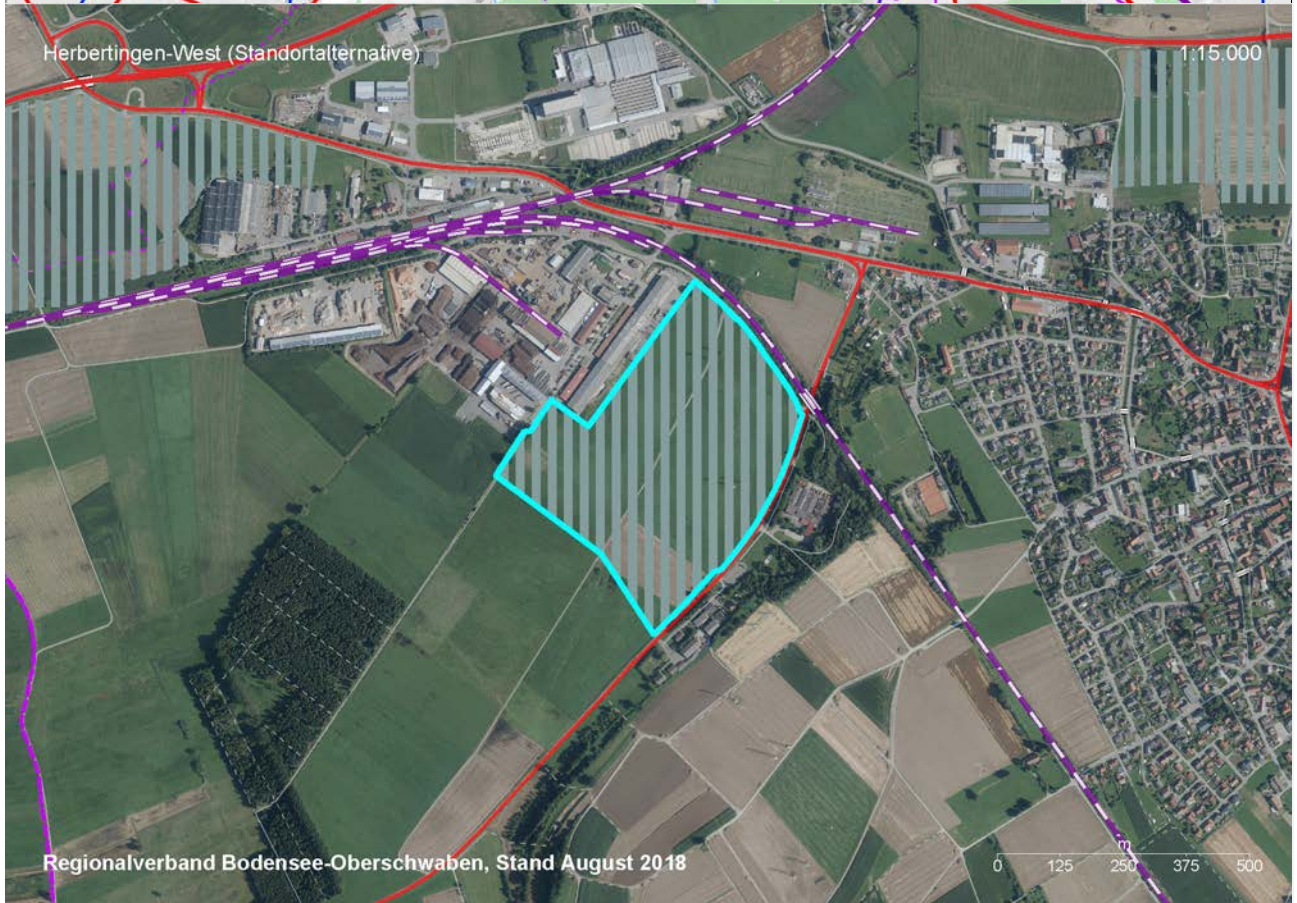 Herbertingen-West (Standortalternative)
1:15.000
Regionalverband Bodensee-Oberschwaben, Stand August 2018
m
0 125 250 375 500